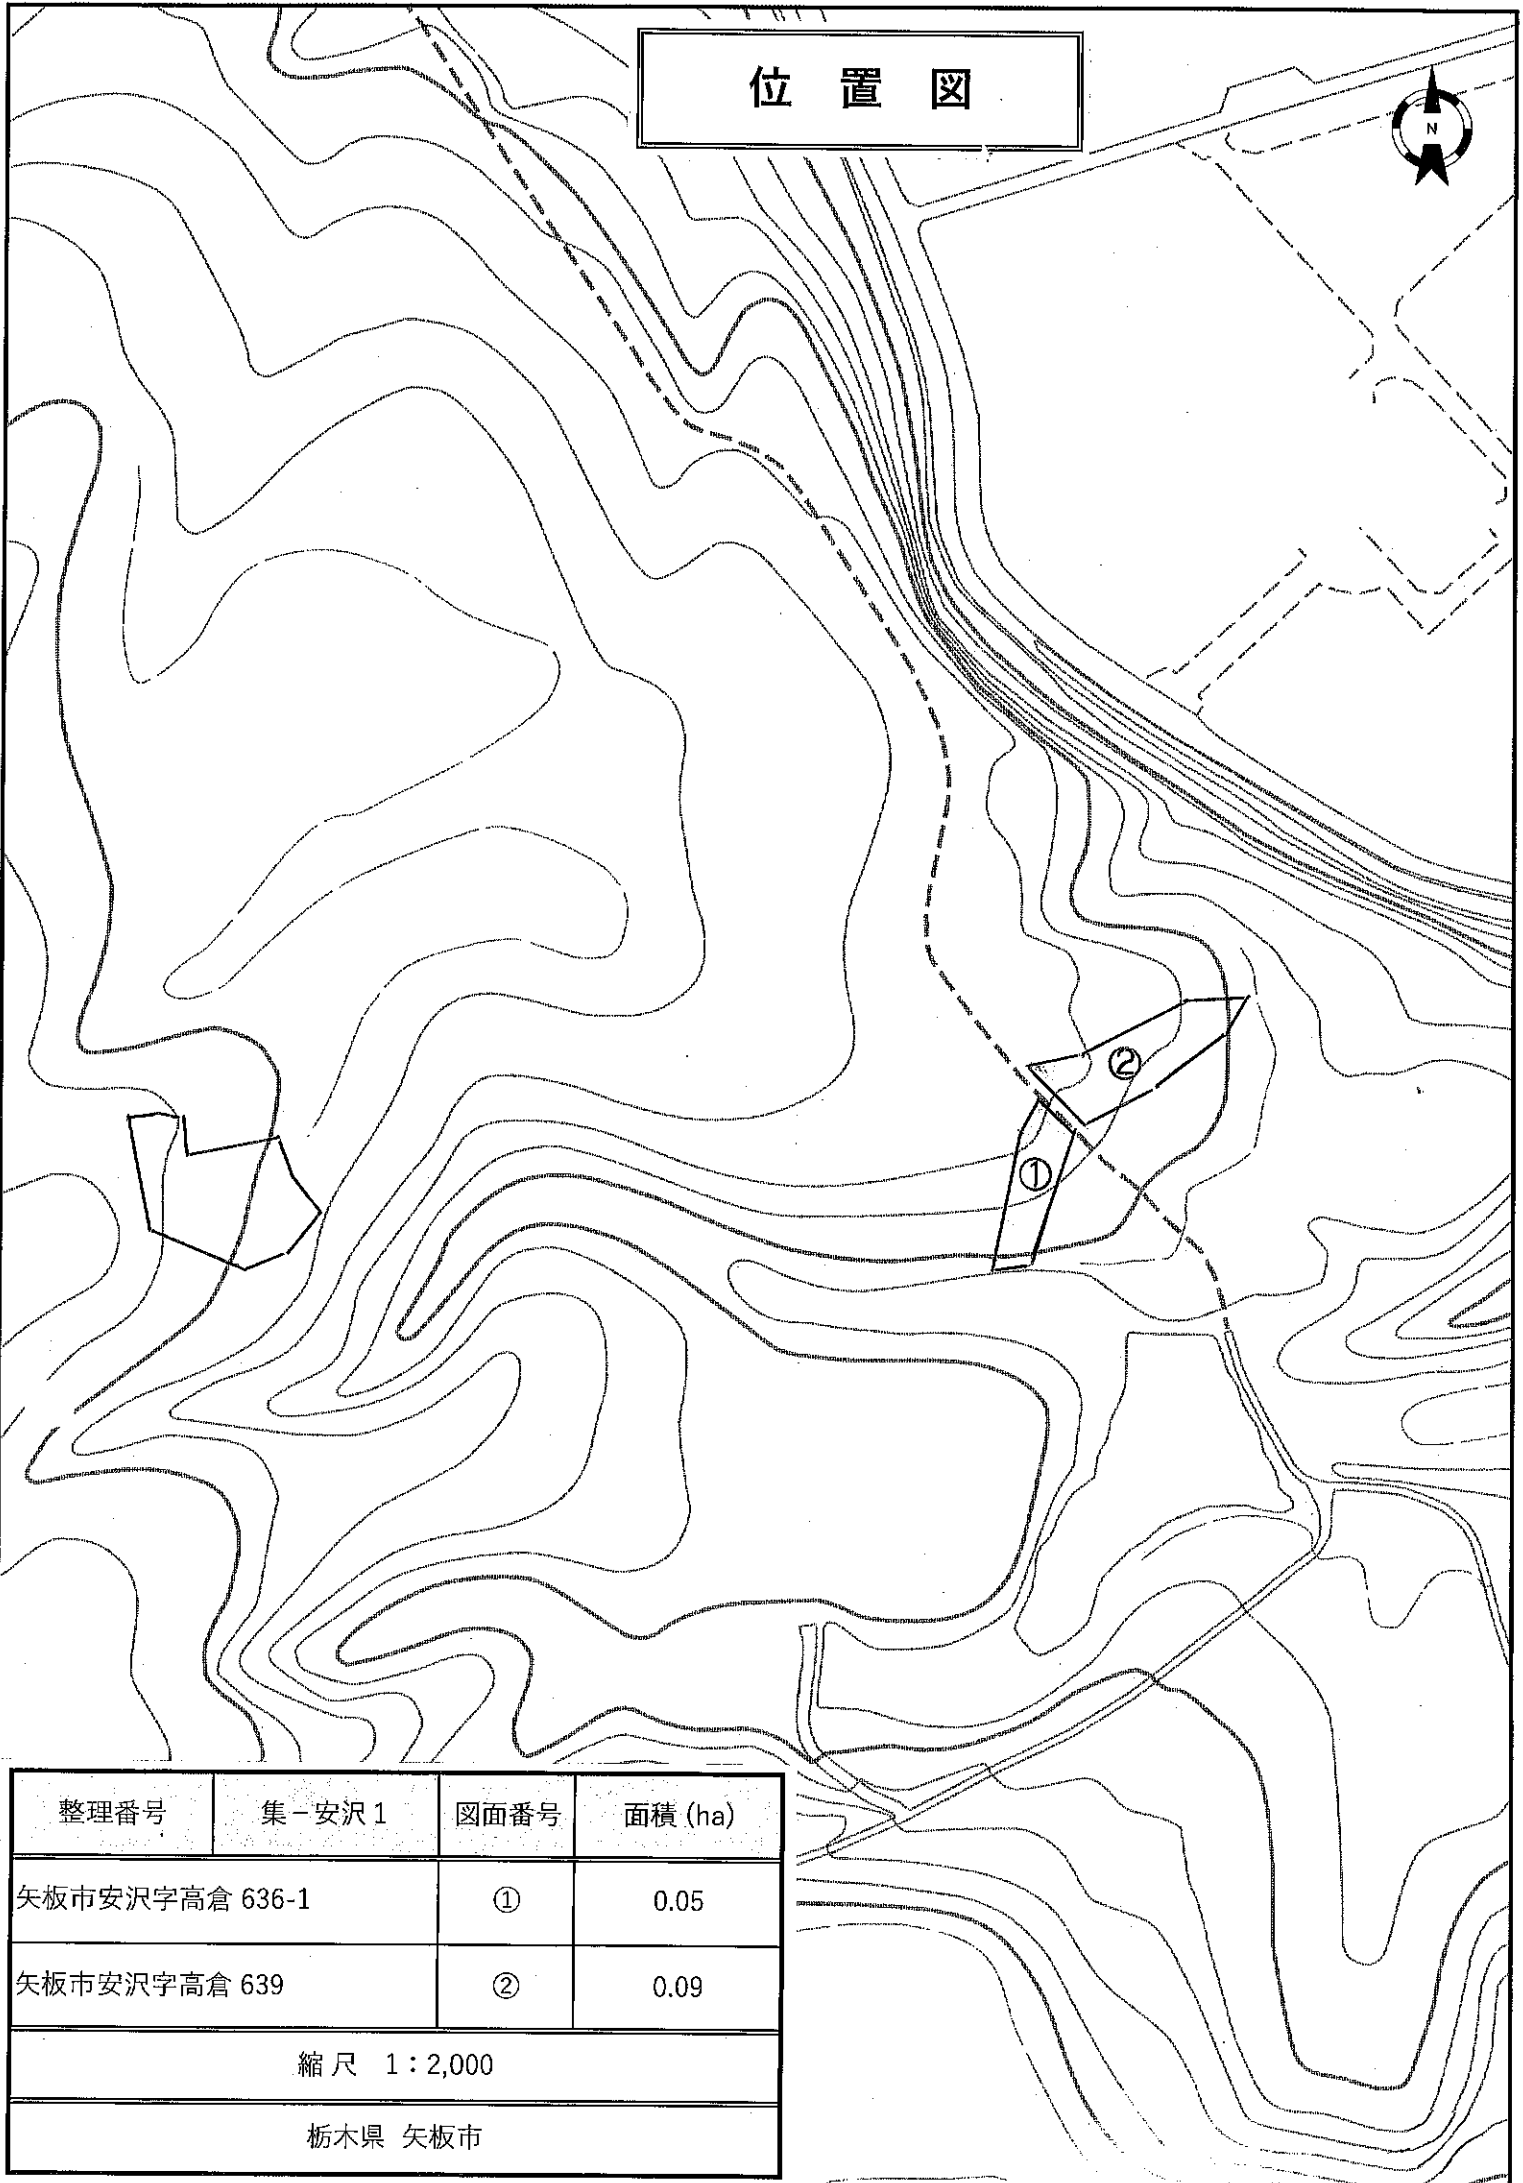 位 置 図
N
②
①
整理番号 集－安沢1 図面番号 面積 (ha)
矢板市安沢字高倉 636-1 ① 0.05
矢板市安沢字高倉 639 ② 0.09
縮 尺 1：2,000
栃木県 矢板市